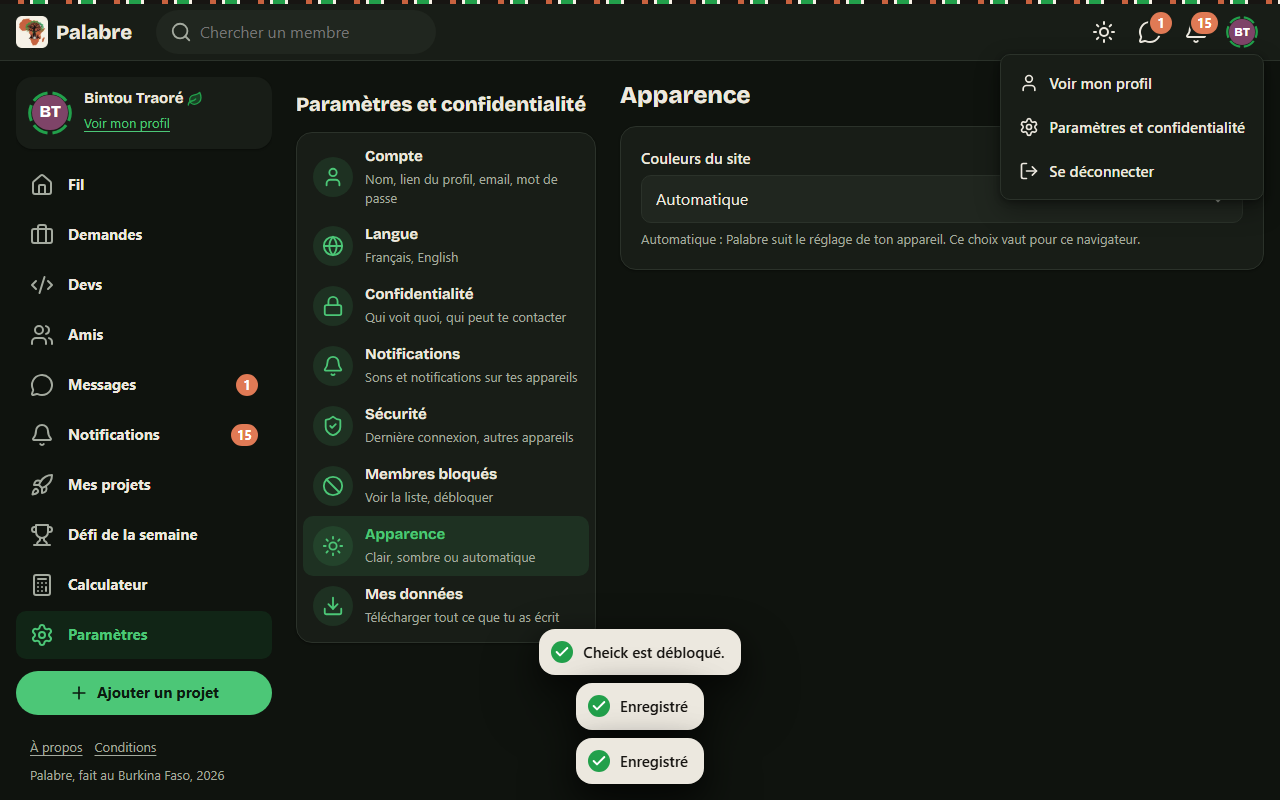 Palabre
Chercher un membre
1
15
BT
Voir mon profil
Paramètres et confidentialité
Se déconnecter
BT
Bintou Traoré
Voir mon profil
Fil
Demandes
Devs
Amis
Messages
1
Notifications
15
Mes projets
Défi de la semaine
Calculateur
Paramètres
Ajouter un projet
À propos
Conditions
Palabre, fait au Burkina Faso, 2026
Paramètres et confidentialité
Compte
Nom, lien du profil, email, mot de
passe
Langue
Français, English
Confidentialité
Qui voit quoi, qui peut te contacter
Notifications
Sons et notifications sur tes appareils
Sécurité
Dernière connexion, autres appareils
Membres bloqués
Voir la liste, débloquer
Apparence
Clair, sombre ou automatique
Mes données
Télécharger tout ce que tu as écrit
Apparence
Couleurs du site
Automatique
Automatique : Palabre suit le réglage de ton appareil. Ce choix vaut pour ce navigateur.
Cheick est débloqué.
Enregistré
Enregistré